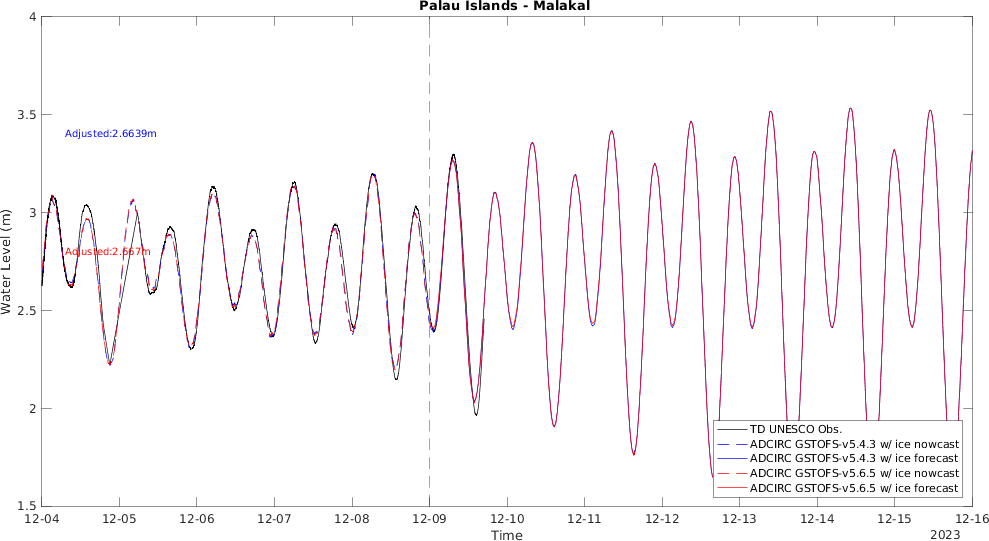 Palau Islands - Malakal
4
3.5
3
2.5
2
1.5
Water Level (m)
Adjusted:2.6639m
Adjusted:2.667m
TD UNESCO Obs.
ADCIRC GSTOFS-v5.4.3 w/ ice nowcast
ADCIRC GSTOFS-v5.4.3 w/ ice forecast
ADCIRC GSTOFS-v5.6.5 w/ ice nowcast
ADCIRC GSTOFS-v5.6.5 w/ ice forecast
12-04 12-05 12-06 12-07 12-08 12-09 12-10 12-11 12-12 12-13 12-14 12-15 12-16
Time
2023